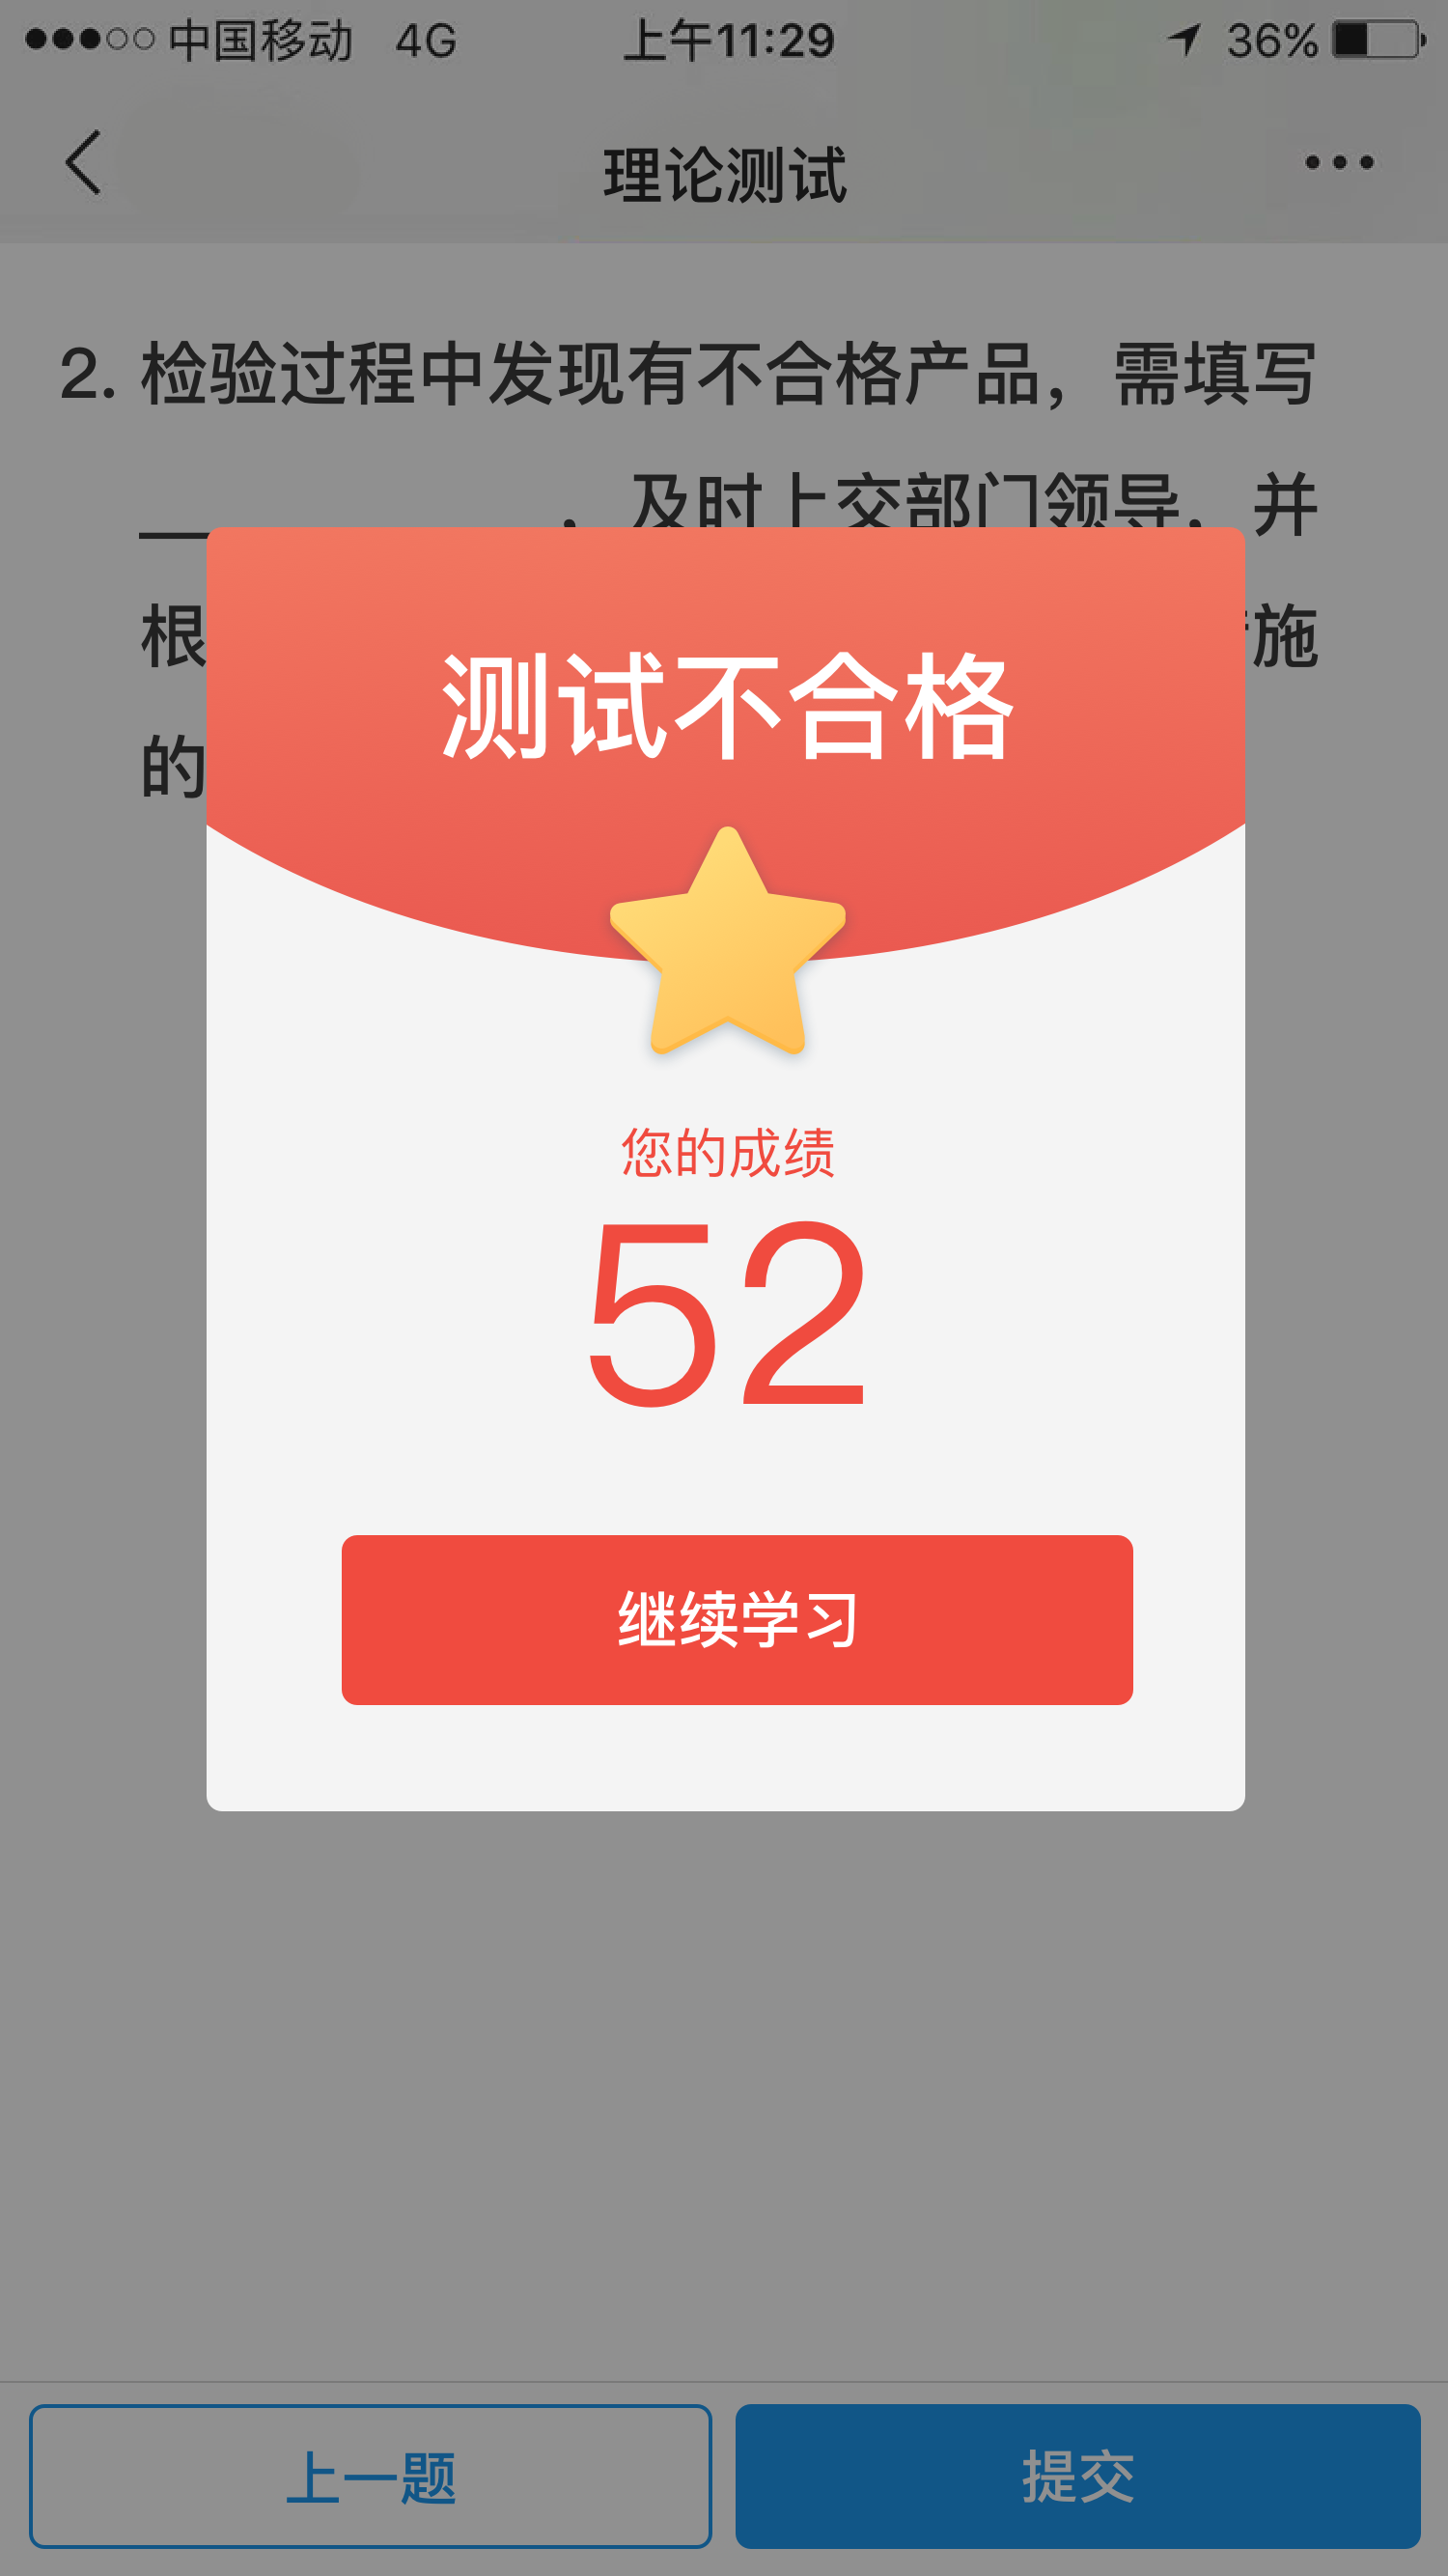 中国移动 4G 上午11:29 36%
理论测试
2. 检验过程中发现有不合格产品，需填写
，及时上交部门领导，并
根
施
的
测试不合格
您的成绩
52
继续学习
上一题
提交